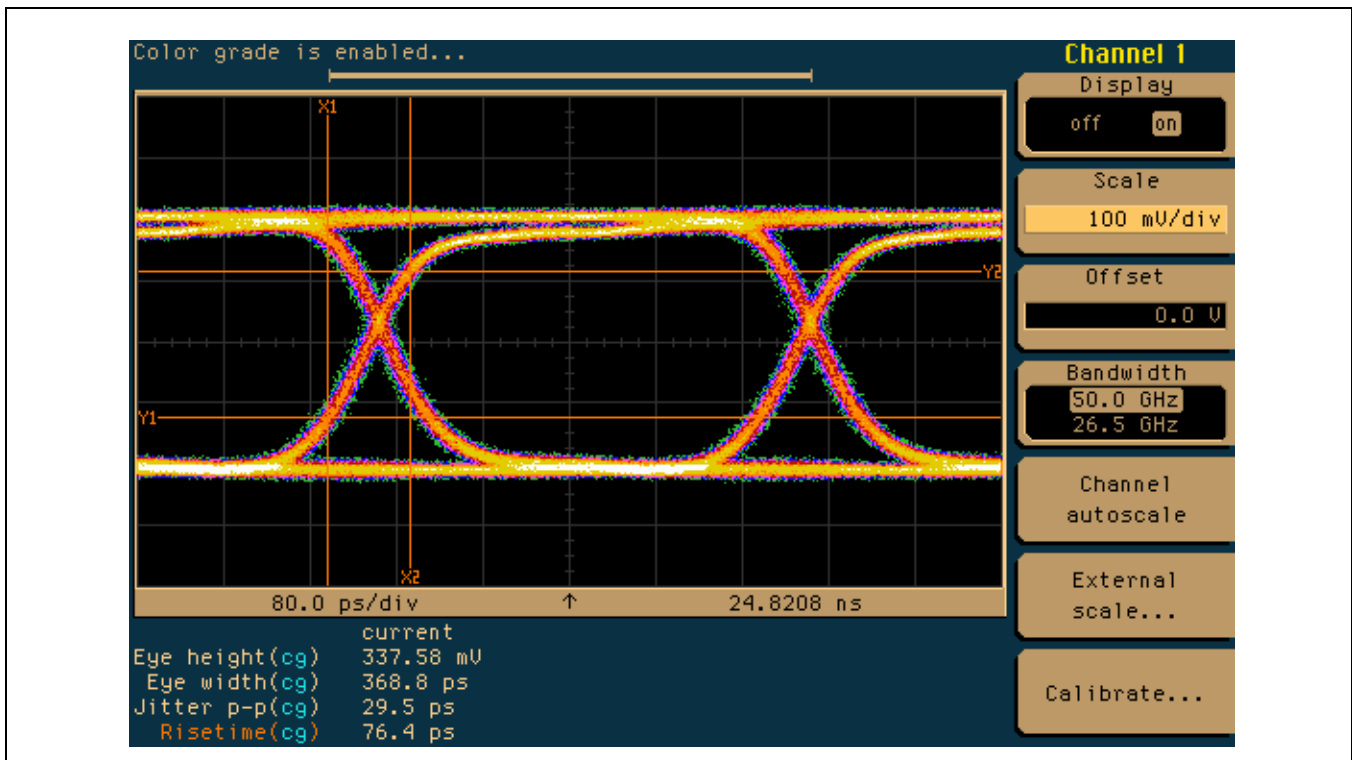 Color grade is enabled...
Channel 1
Display
off on
Scale
100 mV/div
Offset
0.0 V
Bandwidth
50.0 GHz
26.5 GHz
Channel
autoscale
External
scale...
Calibrate...
X1
Y2
Y1
X2
80.0 ps/div ↑ 24.8208 ns
current
Eye height(cg) 337.58 mV
Eye width(cg) 368.8 ps
Jitter p-p(cg) 29.5 ps
Risetime(cg) 76.4 ps